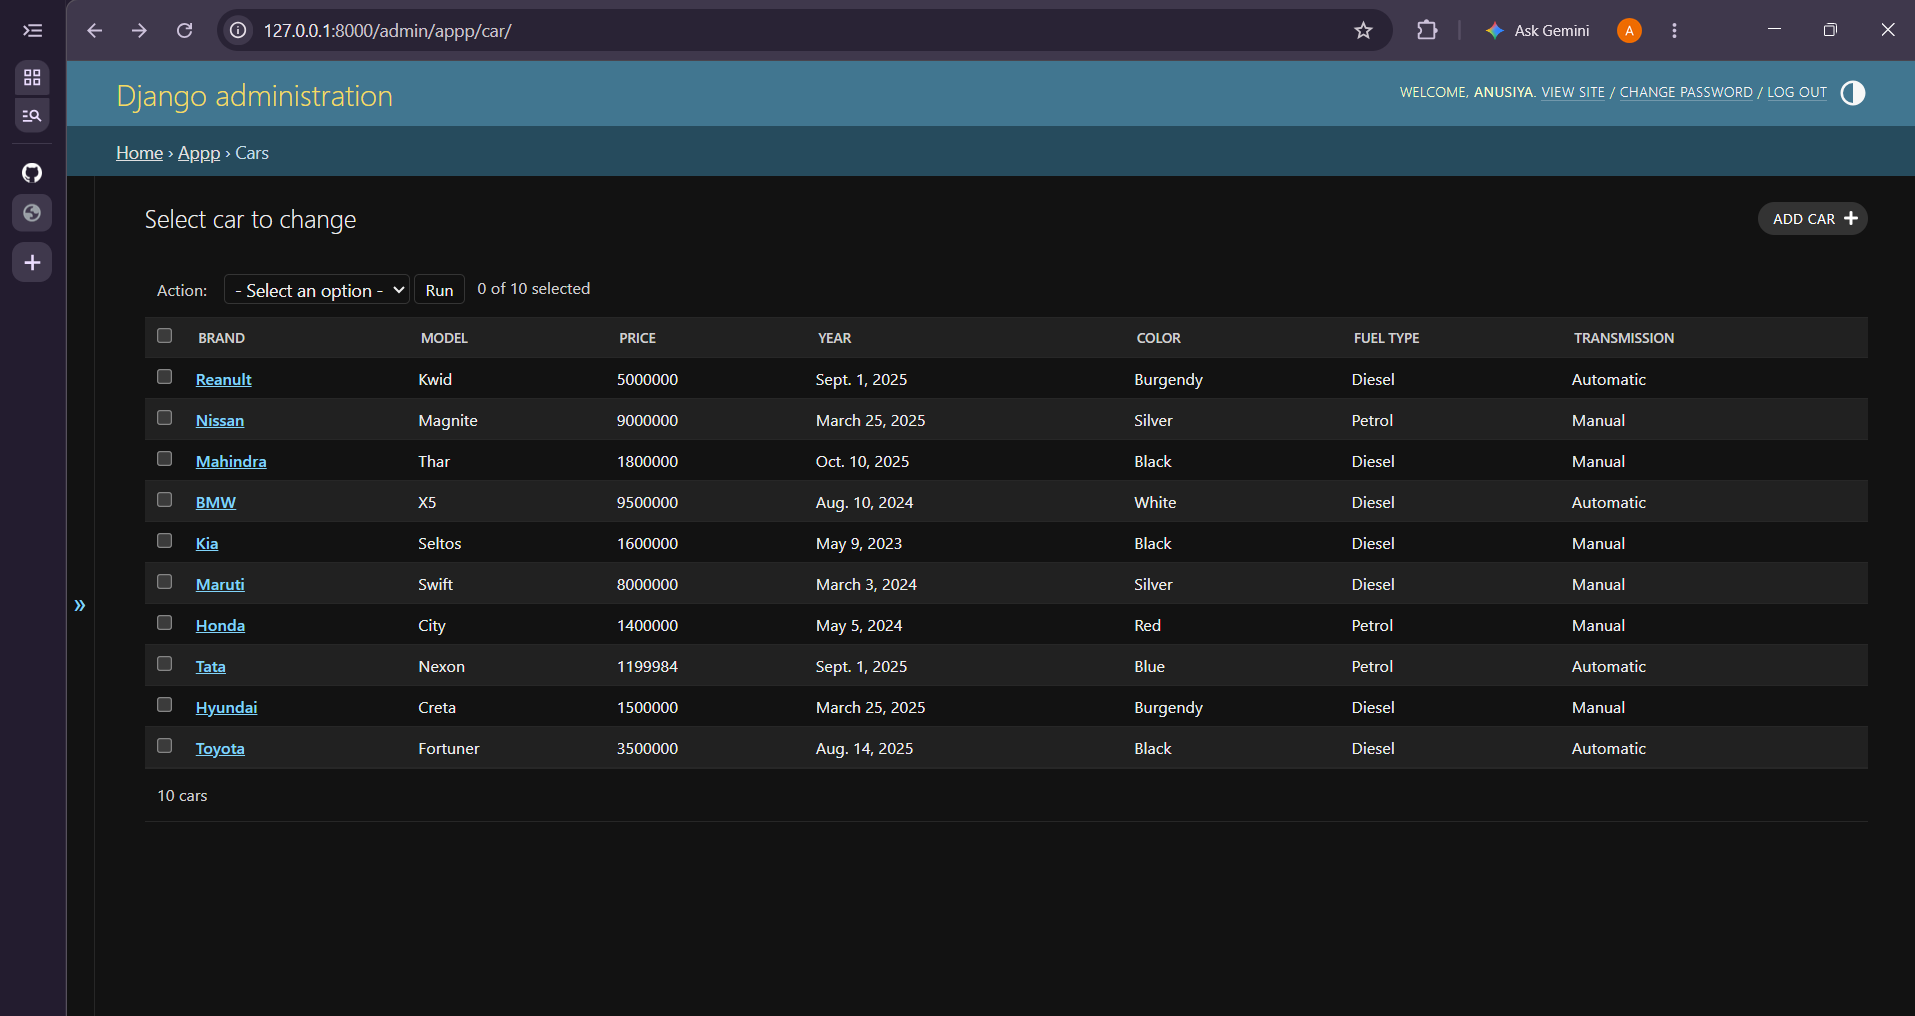 127.0.0.1:8000/admin/appp/car/
Ask Gemini
A
Django administration
WELCOME, ANUSIYA. VIEW SITE / CHANGE PASSWORD / LOG OUT
Home › Appp › Cars
Select car to change
ADD CAR +
Action: - Select an option - Run 0 of 10 selected
BRAND MODEL PRICE YEAR COLOR FUEL TYPE TRANSMISSION
Reanult Kwid 5000000 Sept. 1, 2025 Burgendy Diesel Automatic
Nissan Magnite 9000000 March 25, 2025 Silver Petrol Manual
Mahindra Thar 1800000 Oct. 10, 2025 Black Diesel Manual
BMW X5 9500000 Aug. 10, 2024 White Diesel Automatic
Kia Seltos 1600000 May 9, 2023 Black Diesel Manual
Maruti Swift 8000000 March 3, 2024 Silver Diesel Manual
Honda City 1400000 May 5, 2024 Red Petrol Manual
Tata Nexon 1199984 Sept. 1, 2025 Blue Petrol Automatic
Hyundai Creta 1500000 March 25, 2025 Burgendy Diesel Manual
Toyota Fortuner 3500000 Aug. 14, 2025 Black Diesel Automatic
»
10 cars